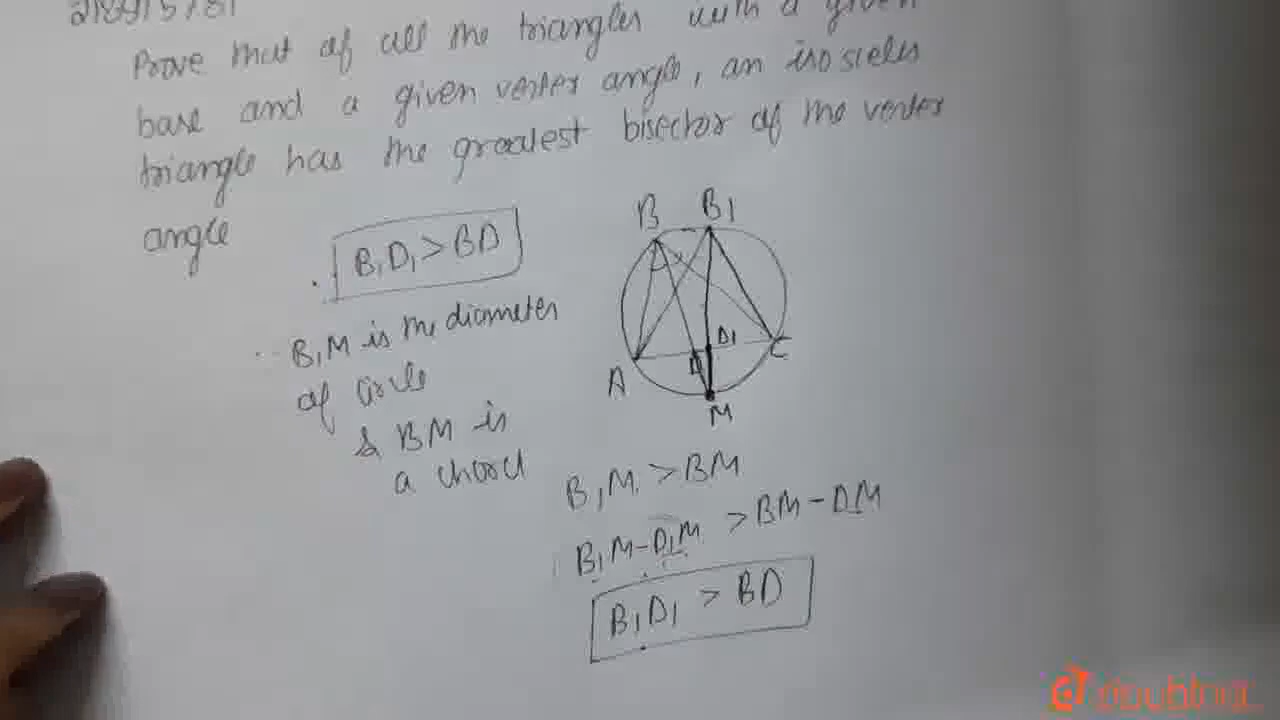 Prove that of all the triangles with a given
base and a given vertex angle, an isosieles
triangle has the greatest bisector of the vertex
angle
B1D1 > BD
B1M is the diameter
of circle
& BM is
a chord
B B1
A D D1 C
M
B1M > BM
B1M - D1M > BM - DM
B1D1 > BD
doubtnut